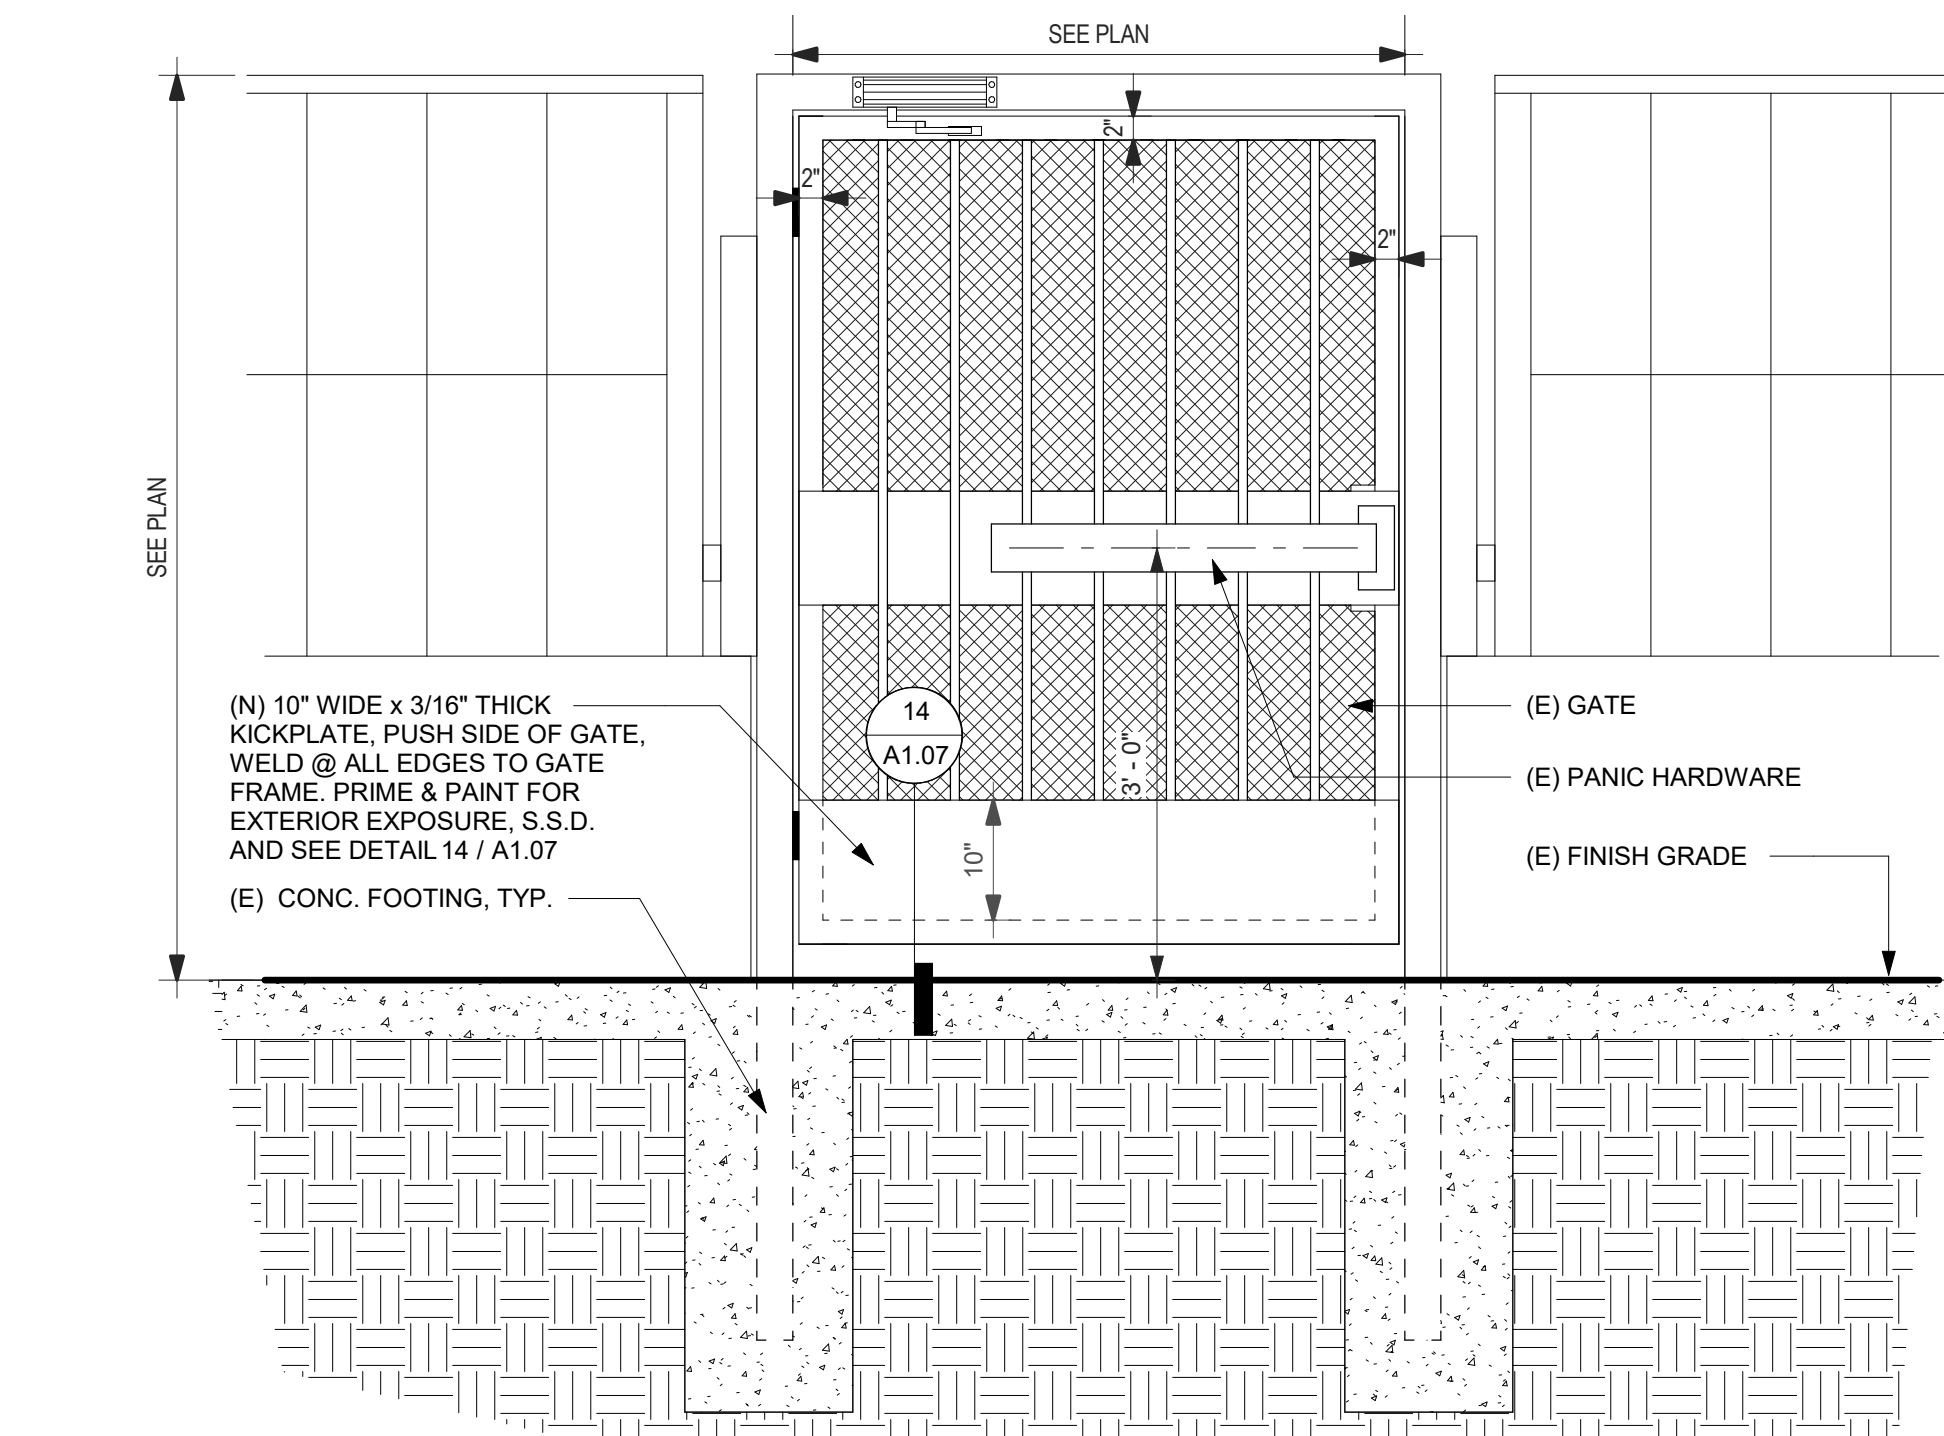 SEE PLAN
2"
2"
2"
SEE PLAN
(N) 10" WIDE x 3/16" THICK
KICKPLATE, PUSH SIDE OF GATE,
WELD @ ALL EDGES TO GATE
FRAME. PRIME & PAINT FOR
EXTERIOR EXPOSURE, S.S.D.
AND SEE DETAIL 14 / A1.07
(E) CONC. FOOTING, TYP.
14
A1.07
3' - 0"
10"
(E) GATE
(E) PANIC HARDWARE
(E) FINISH GRADE